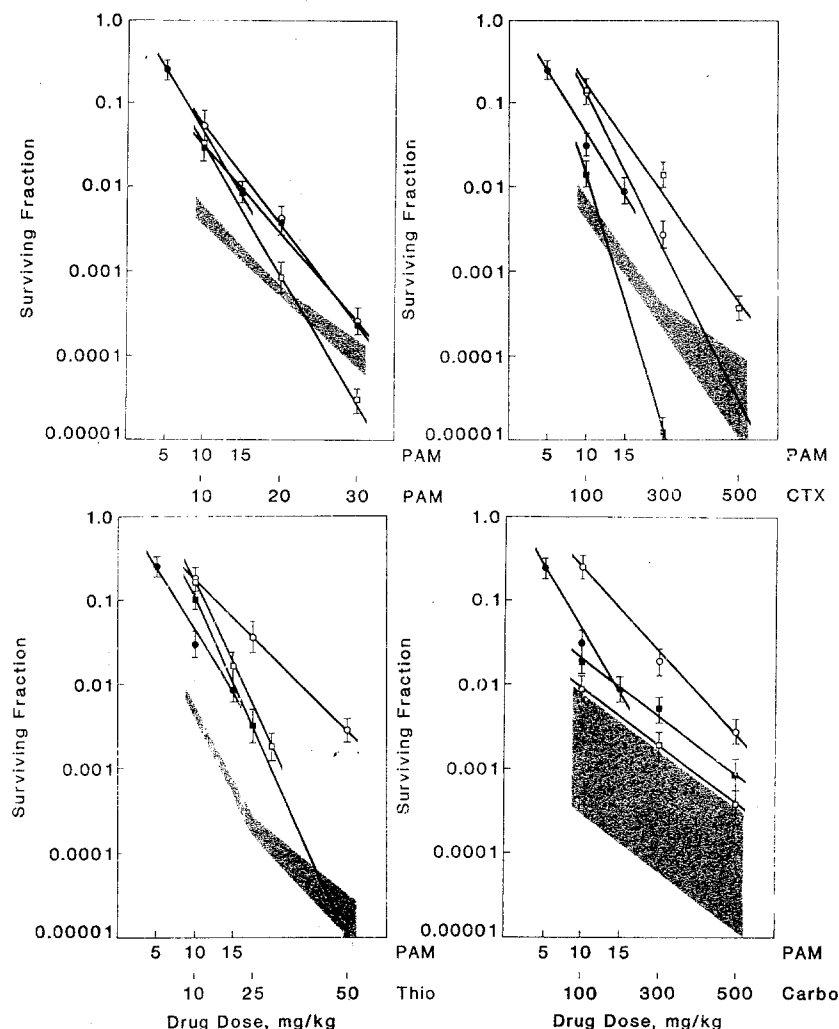 1.0
0.1
0.01
0.001
0.0001
0.00001
Surviving Fraction
5 10 15 PAM
10 20 30 PAM
1.0
0.1
0.01
0.001
0.0001
0.00001
Surviving Fraction
5 10 15 PAM
100 300 500 CTX
1.0
0.1
0.01
0.001
0.0001
0.00001
Surviving Fraction
5 10 15 PAM
10 25 50 Thio
Drug Dose, mg/kg
1.0
0.1
0.01
0.001
0.0001
0.00001
Surviving Fraction
5 10 15 PAM
100 300 500 Carbo
Drug Dose, mg/kg